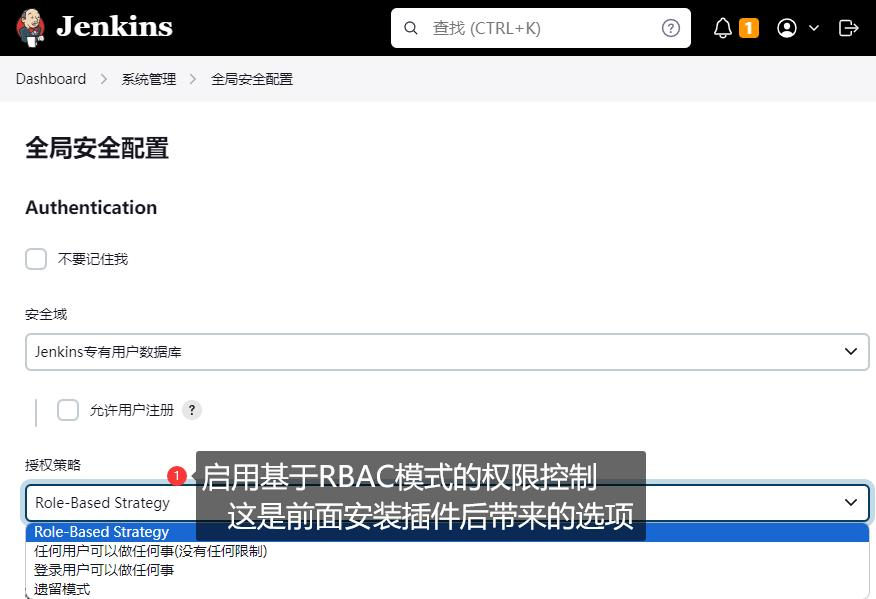 Jenkins
查找 (CTRL+K)
?
1
Dashboard
系统管理
全局安全配置
全局安全配置
Authentication
不要记住我
安全域
Jenkins专有用户数据库
允许用户注册 ?
授权策略
1
启用基于RBAC模式的权限控制
这是前面安装插件后带来的选项
Role-Based Strategy
Role-Based Strategy
任何用户可以做任何事(没有任何限制)
登录用户可以做任何事
遗留模式